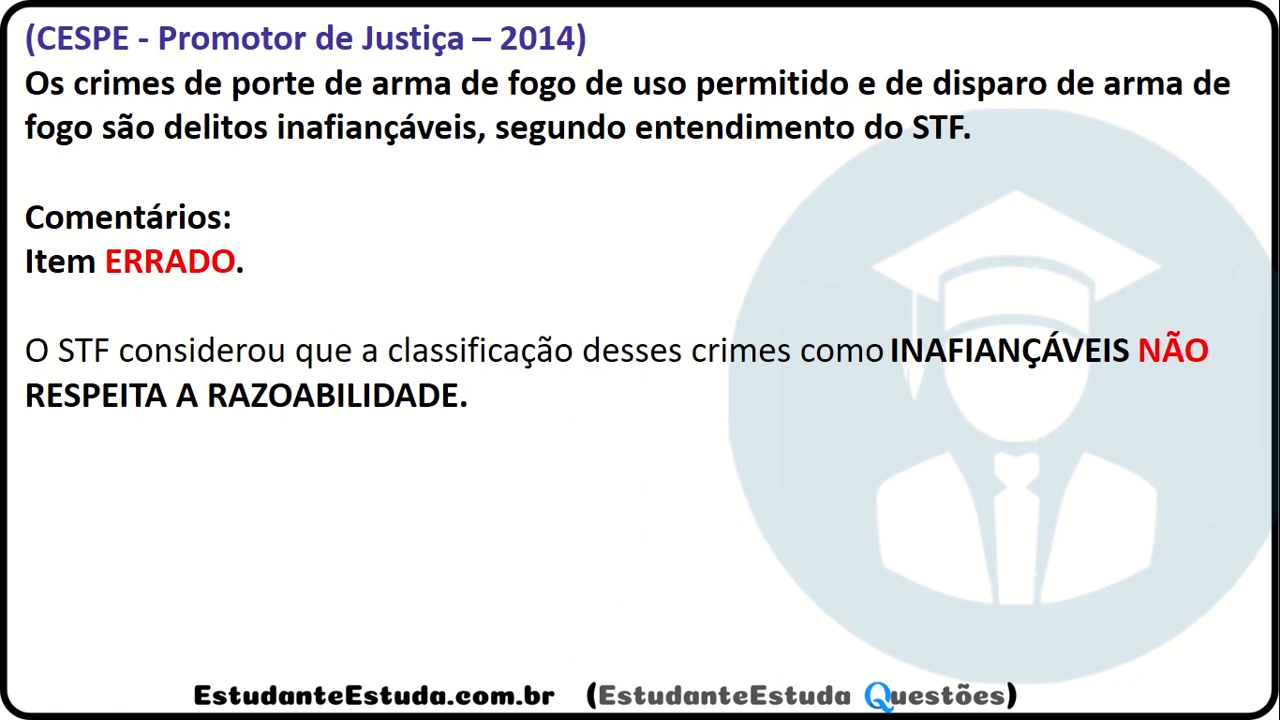 (CESPE - Promotor de Justiça – 2014)
Os crimes de porte de arma de fogo de uso permitido e de disparo de arma de
fogo são delitos inafiançáveis, segundo entendimento do STF.
Comentários:
Item ERRADO.
O STF considerou que a classificação desses crimes como INAFIANÇÁVEIS NÃO
RESPEITA A RAZOABILIDADE.
EstudanteEstuda.com.br (EstudanteEstuda Questões)